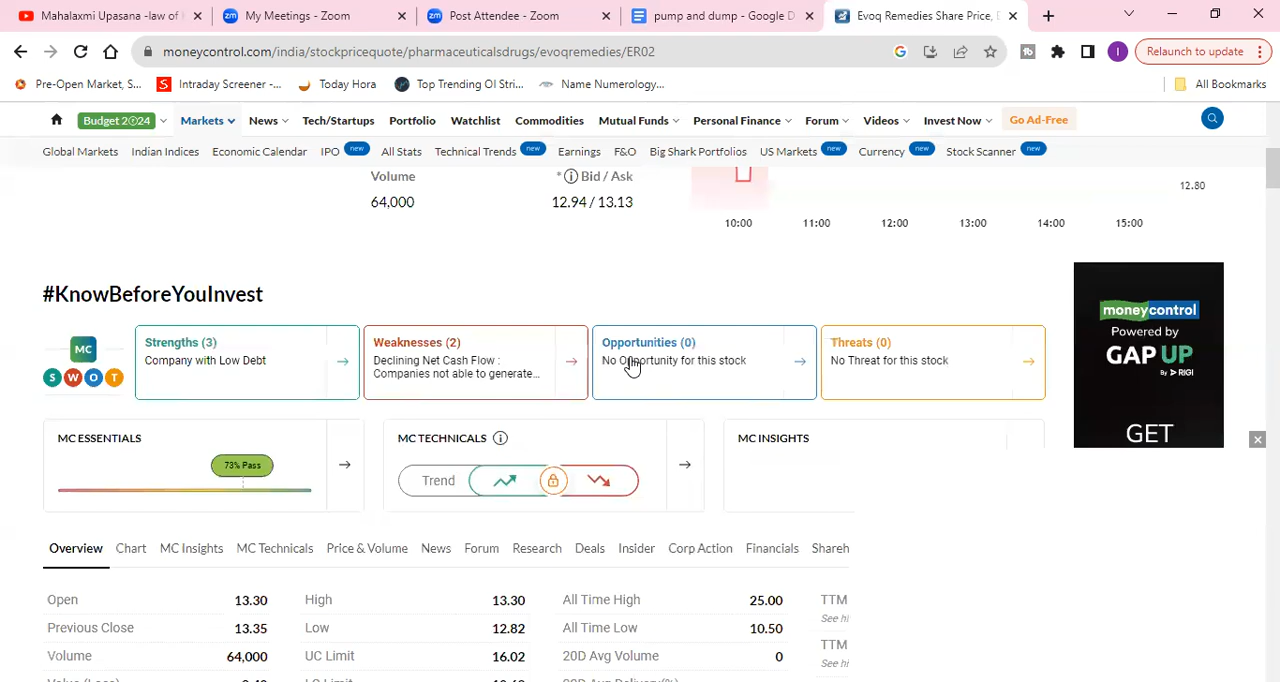 Mahalaxmi Upasana -law of
My Meetings - Zoom
Post Attendee - Zoom
pump and dump - Google D
Evoq Remedies Share Price, E
moneycontrol.com/india/stockpricequote/pharmaceuticalsdrugs/evoqremedies/ER02
Relaunch to update
Pre-Open Market, S...
Intraday Screener -...
Today Hora
Top Trending OI Stri...
Name Numerology...
All Bookmarks
Budget 2024
Markets
News
Tech/Startups
Portfolio
Watchlist
Commodities
Mutual Funds
Personal Finance
Forum
Videos
Invest Now
Go Ad-Free
Global Markets
Indian Indices
Economic Calendar
IPO new
All Stats
Technical Trends new
Earnings
F&O
Big Shark Portfolios
US Markets new
Currency new
Stock Scanner new
Volume
* i Bid / Ask
64,000
12.94 / 13.13
12.80
10:00 11:00 12:00 13:00 14:00 15:00
#KnowBeforeYouInvest
MC
S W O T
Strengths (3)
Company with Low Debt
Weaknesses (2)
Declining Net Cash Flow :
Companies not able to generate...
Opportunities (0)
No Opportunity for this stock
Threats (0)
No Threat for this stock
moneycontrol
Powered by
GAP UP
By RIGI
GET
MC ESSENTIALS
73% Pass
MC TECHNICALS i
Trend
MC INSIGHTS
Overview Chart MC Insights MC Technicals Price & Volume News Forum Research Deals Insider Corp Action Financials Shareh
Open 13.30 High 13.30 All Time High 25.00 TTM
See hi
Previous Close 13.35 Low 12.82 All Time Low 10.50
TTM
Volume 64,000 UC Limit 16.02 20D Avg Volume 0
See hi